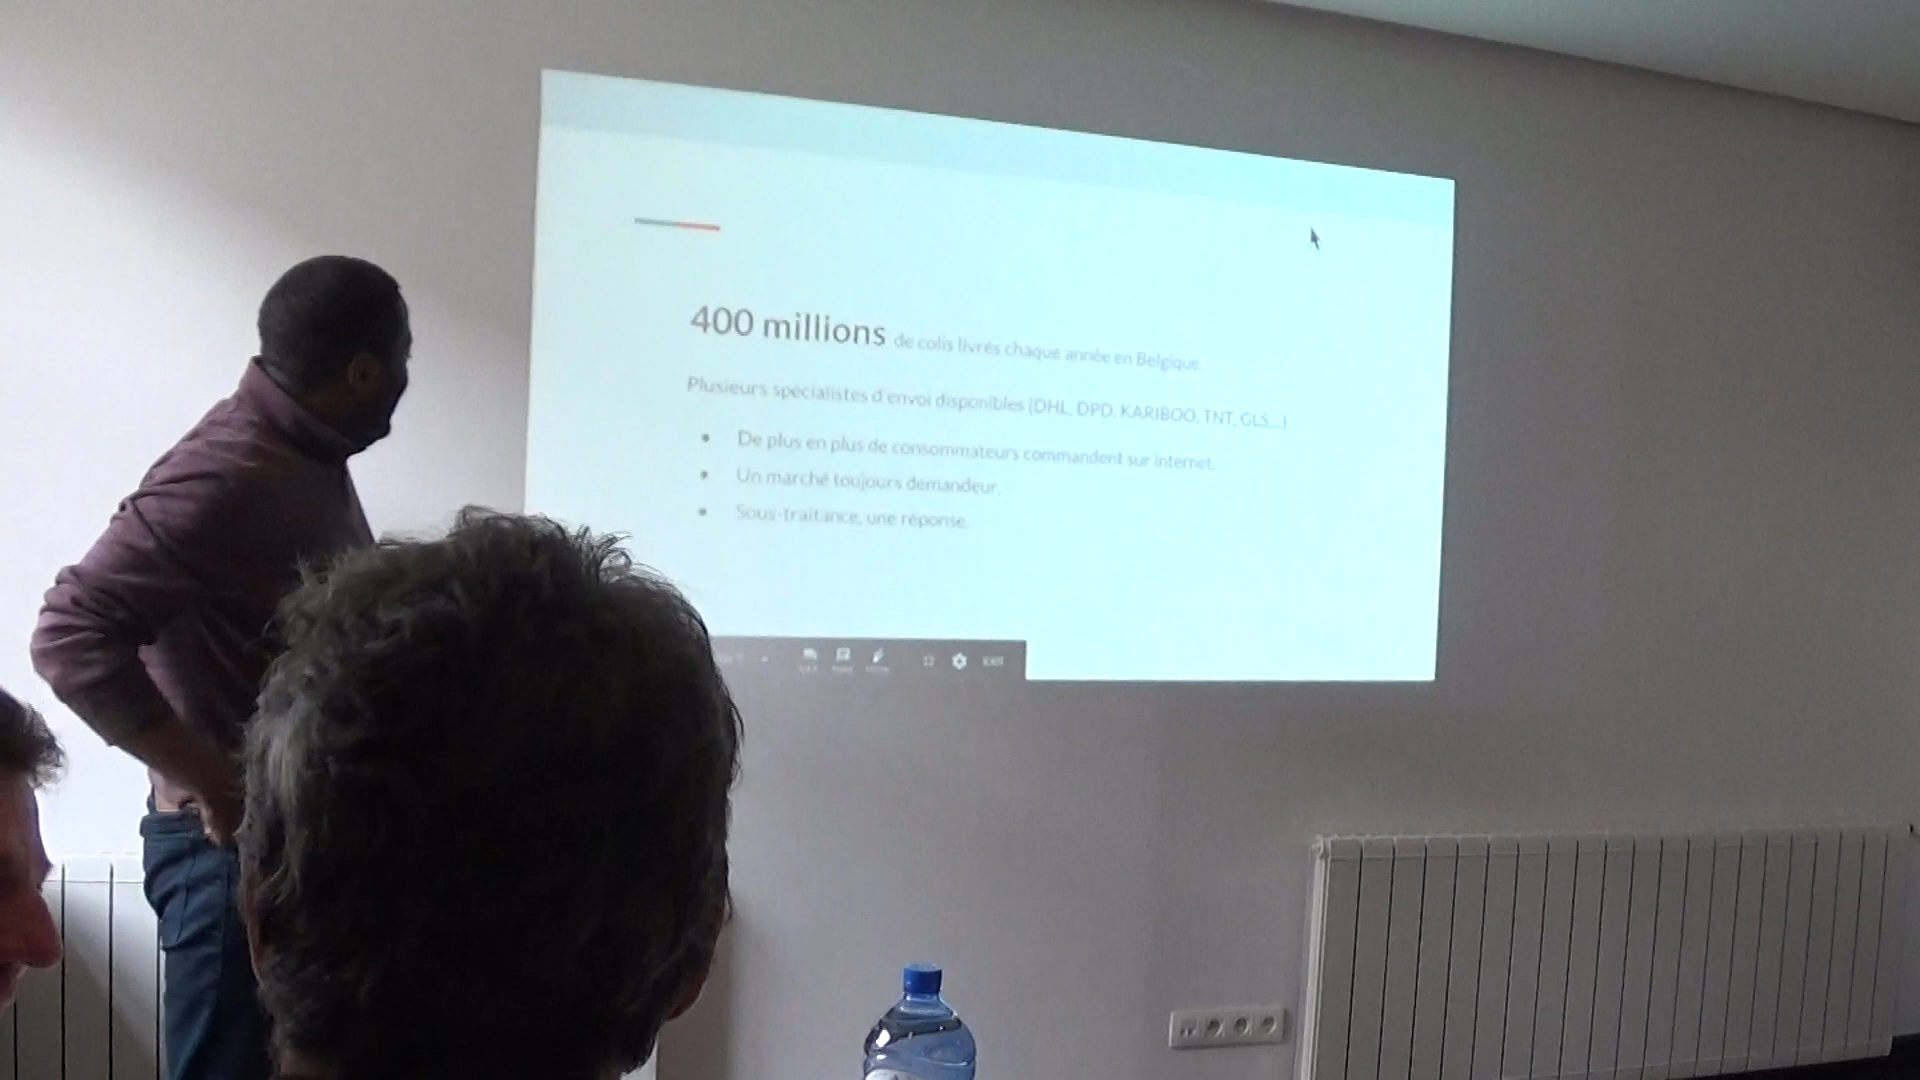 400 millions de colis livrés chaque année en Belgique.
Plusieurs spécialistes d'envoi disponibles (DHL, DPD, KARIBOO, TNT, GLS...).
De plus en plus de consommateurs commandent sur internet.
Un marché toujours demandeur.
Sous-traitance, une réponse.
EXIT